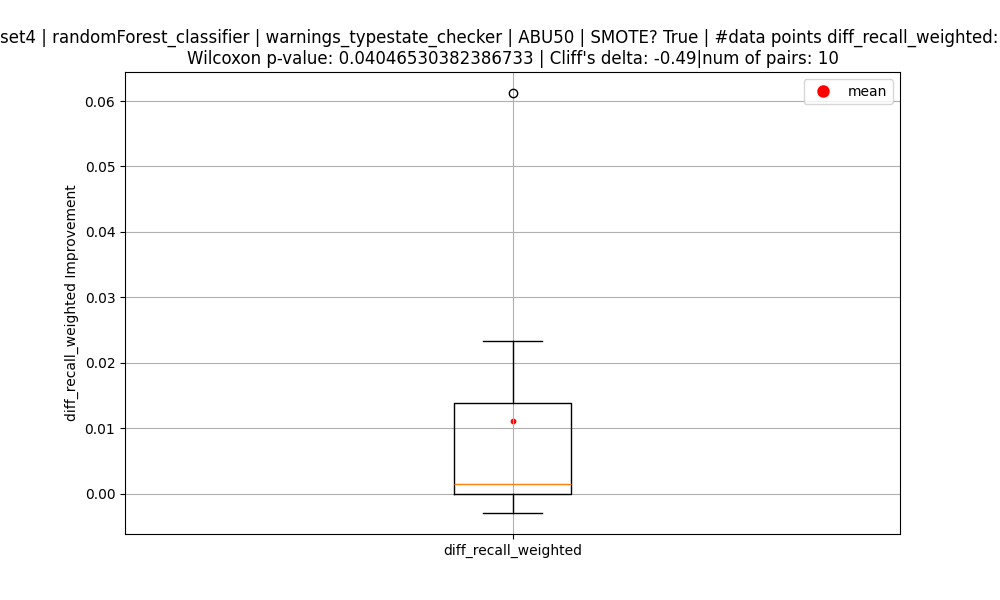 set4 | randomForest_classifier | warnings_typestate_checker | ABU50 | SMOTE? True | #data points diff_recall_weighted:
Wilcoxon p-value: 0.04046530382386733 | Cliff's delta: -0.49|num of pairs: 10
mean
0.06
0.05
0.04
0.03
0.02
0.01
0.00
diff_recall_weighted Improvement
diff_recall_weighted